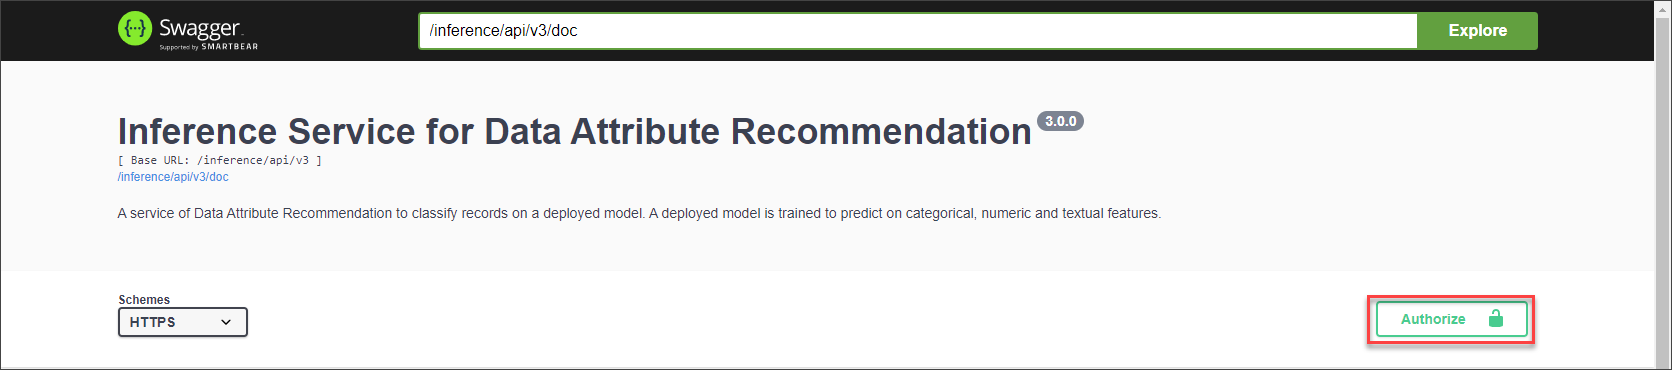 Swagger
Supported by SMARTBEAR
/inference/api/v3/doc
Explore
Inference Service for Data Attribute Recommendation 3.0.0
[ Base URL: /inference/api/v3 ]
/inference/api/v3/doc
A service of Data Attribute Recommendation to classify records on a deployed model. A deployed model is trained to predict on categorical, numeric and textual features.
Schemes
HTTPS
Authorize